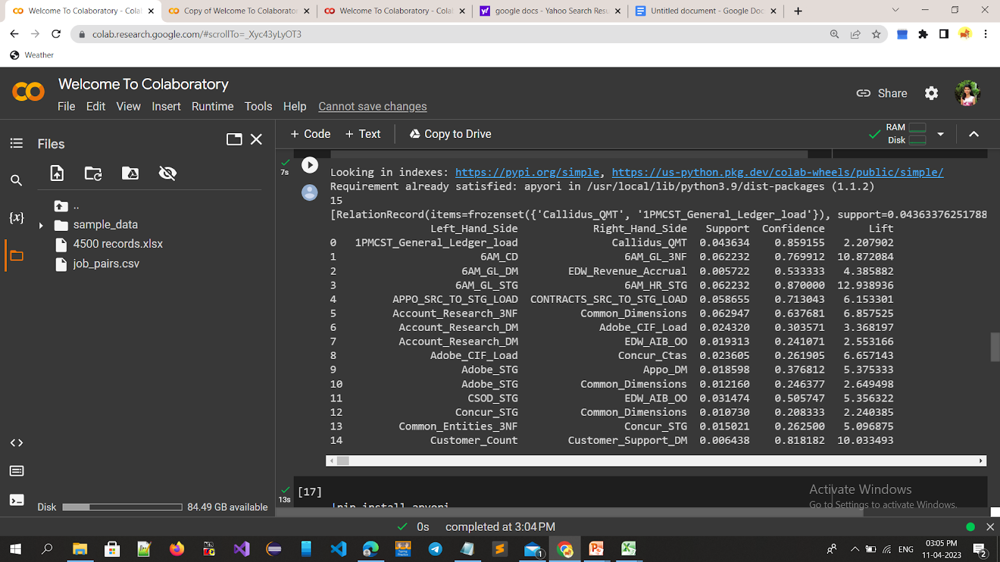 Welcome To Colaboratory - Colab
Copy of Welcome To Colaborator
Welcome To Colaboratory - Colab
google docs - Yahoo Search Resu
Untitled document - Google Doc
colab.research.google.com/#scrollTo=_Xyc43yLyOT3
Weather
Welcome To Colaboratory
File Edit View Insert Runtime Tools Help Cannot save changes
Share
Files
+ Code + Text Copy to Drive
RAM
Disk
..
sample_data
4500 records.xlsx
job_pairs.csv
{x}
Disk 84.49 GB available
7s
Looking in indexes: https://pypi.org/simple, https://us-python.pkg.dev/colab-wheels/public/simple/
Requirement already satisfied: apyori in /usr/local/lib/python3.9/dist-packages (1.1.2)
15
[RelationRecord(items=frozenset({'Callidus_QMT', '1PMCST_General_Ledger_load'}), support=0.04363376251788
Left_Hand_Side Right_Hand_Side Support Confidence Lift
0 1PMCST_General_Ledger_load Callidus_QMT 0.043634 0.859155 2.207902
1 6AM_CD 6AM_GL_3NF 0.062232 0.769912 10.872084
2 6AM_GL_DM EDW_Revenue_Accrual 0.005722 0.533333 4.385882
3 6AM_GL_STG 6AM_HR_STG 0.062232 0.870000 12.938936
4 APPO_SRC_TO_STG_LOAD CONTRACTS_SRC_TO_STG_LOAD 0.058655 0.713043 6.153301
5 Account_Research_3NF Common_Dimensions 0.062947 0.637681 6.857525
6 Account_Research_DM Adobe_CIF_Load 0.024320 0.303571 3.368197
7 Account_Research_DM EDW_AIB_OO 0.019313 0.241071 2.553166
8 Adobe_CIF_Load Concur_Ctas 0.023605 0.261905 6.657143
9 Adobe_STG Appo_DM 0.018598 0.376812 5.375333
10 Adobe_STG Common_Dimensions 0.012160 0.246377 2.649498
11 CSOD_STG EDW_AIB_OO 0.031474 0.505747 5.356322
12 Concur_STG Common_Dimensions 0.010730 0.208333 2.240385
13 Common_Entities_3NF Concur_STG 0.015021 0.262500 5.096875
14 Customer_Count Customer_Support_DM 0.006438 0.818182 10.033493
13s
[17]
!pip install apyori
Activate Windows
Go to Settings to activate Windows.
0s completed at 3:04 PM
1
ENG
03:05 PM
11-04-2023
2